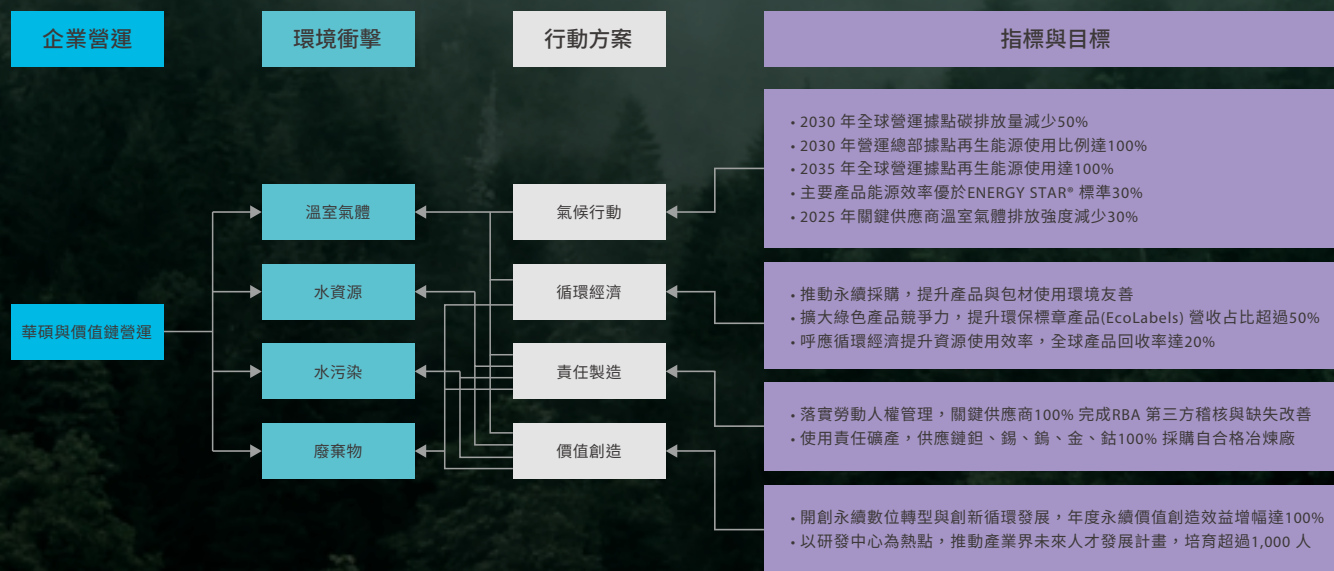 企業營運
環境衝擊
行動方案
指標與目標
• 2030 年全球營運據點碳排放量減少50%
• 2030 年營運總部據點再生能源使用比例達100%
• 2035 年全球營運據點再生能源使用達100%
• 主要產品能源效率優於ENERGY STAR® 標準30%
• 2025 年關鍵供應商溫室氣體排放強度減少30%
溫室氣體
氣候行動
水資源
循環經濟
• 推動永續採購，提升產品與包材使用環境友善
• 擴大綠色產品競爭力，提升環保標章產品(EcoLabels) 營收占比超過50%
• 呼應循環經濟提升資源使用效率，全球產品回收率達20%
華碩與價值鏈營運
水污染
責任製造
• 落實勞動人權管理，關鍵供應商100% 完成RBA 第三方稽核與缺失改善
• 使用責任礦產，供應鏈鉭、錫、鎢、金、鈷100% 採購自合格冶煉廠
廢棄物
價值創造
• 開創永續數位轉型與創新循環發展，年度永續價值創造效益增幅達100%
• 以研發中心為熱點，推動產業界未來人才發展計畫，培育超過1,000 人